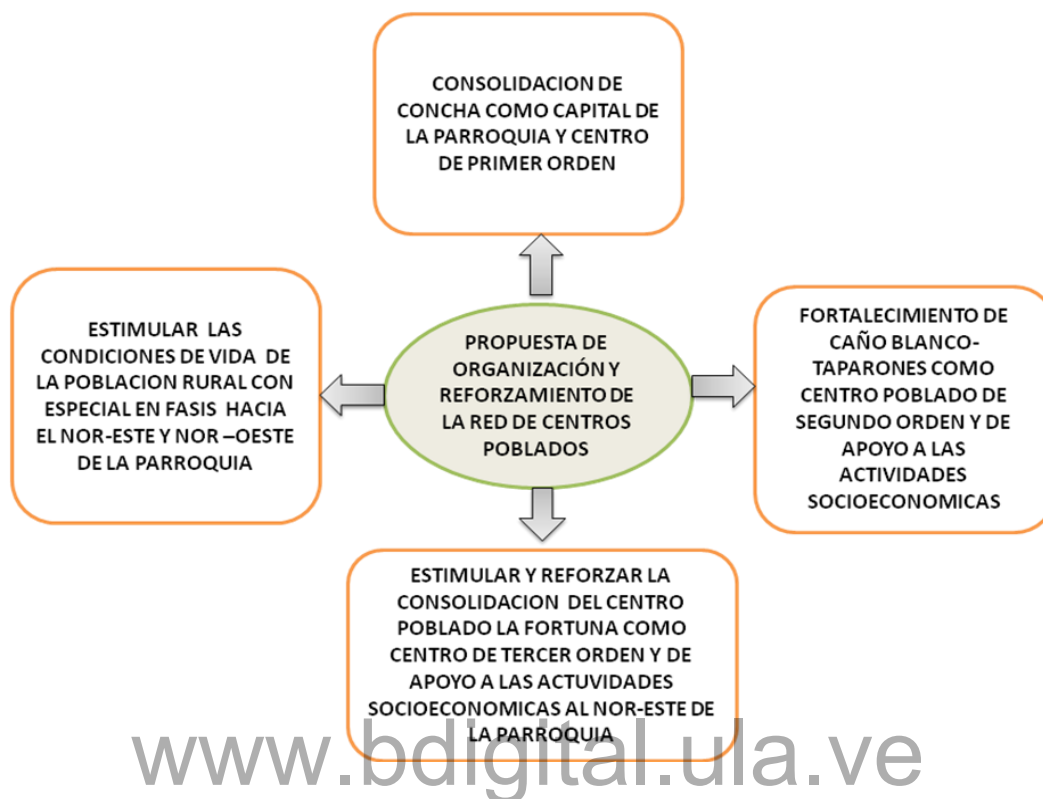 CONSOLIDACION DE
CONCHA COMO CAPITAL DE
LA PARROQUIA Y CENTRO
DE PRIMER ORDEN
ESTIMULAR LAS
CONDICIONES DE VIDA DE
LA POBLACION RURAL CON
ESPECIAL EN FASIS HACIA
EL NOR-ESTE Y NOR –OESTE
DE LA PARROQUIA
PROPUESTA DE
ORGANIZACIÓN Y
REFORZAMIENTO DE
LA RED DE CENTROS
POBLADOS
FORTALECIMIENTO DE
CAÑO BLANCO-
TAPARONES COMO
CENTRO POBLADO DE
SEGUNDO ORDEN Y DE
APOYO A LAS
ACTIVIDADES
SOCIOECONOMICAS
ESTIMULAR Y REFORZAR LA
CONSOLIDACION DEL CENTRO
POBLADO LA FORTUNA COMO
CENTRO DE TERCER ORDEN Y DE
APOYO A LAS ACTUVIDADES
SOCIOECONOMICAS AL NOR-ESTE DE
LA PARROQUIA
www.bdigital.ula.ve